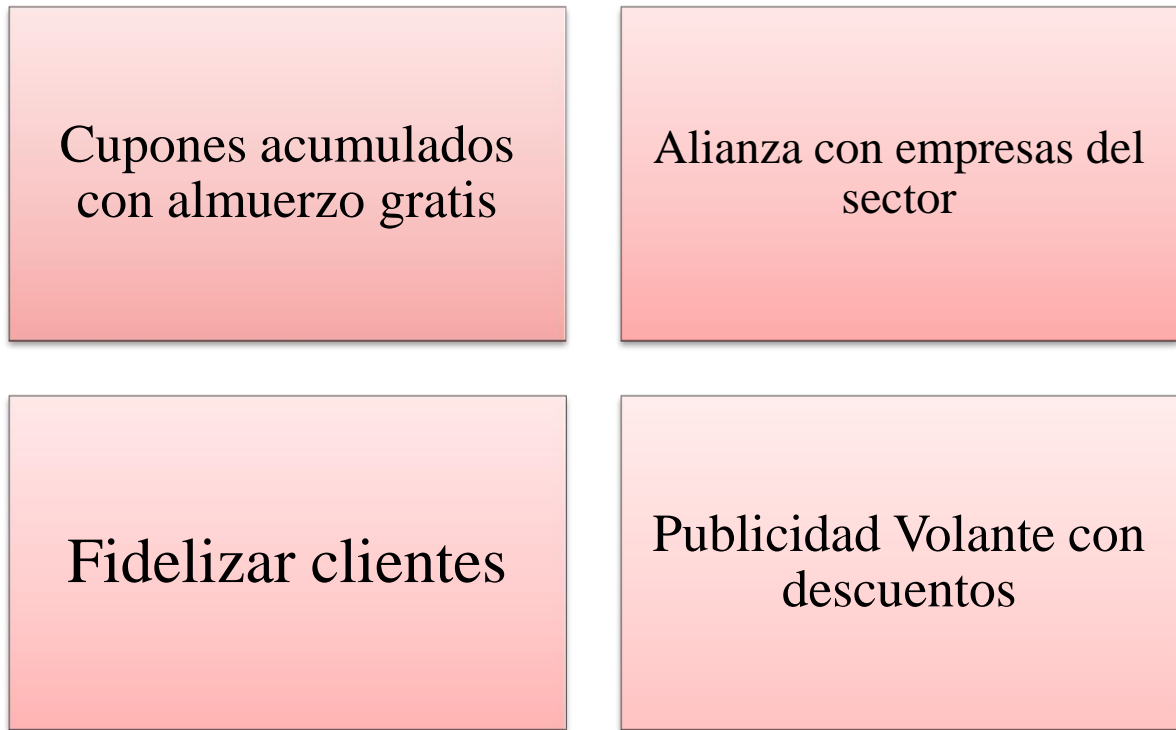 Cupones acumulados
con almuerzo gratis
Alianza con empresas del
sector
Fidelizar clientes
Publicidad Volante con
descuentos